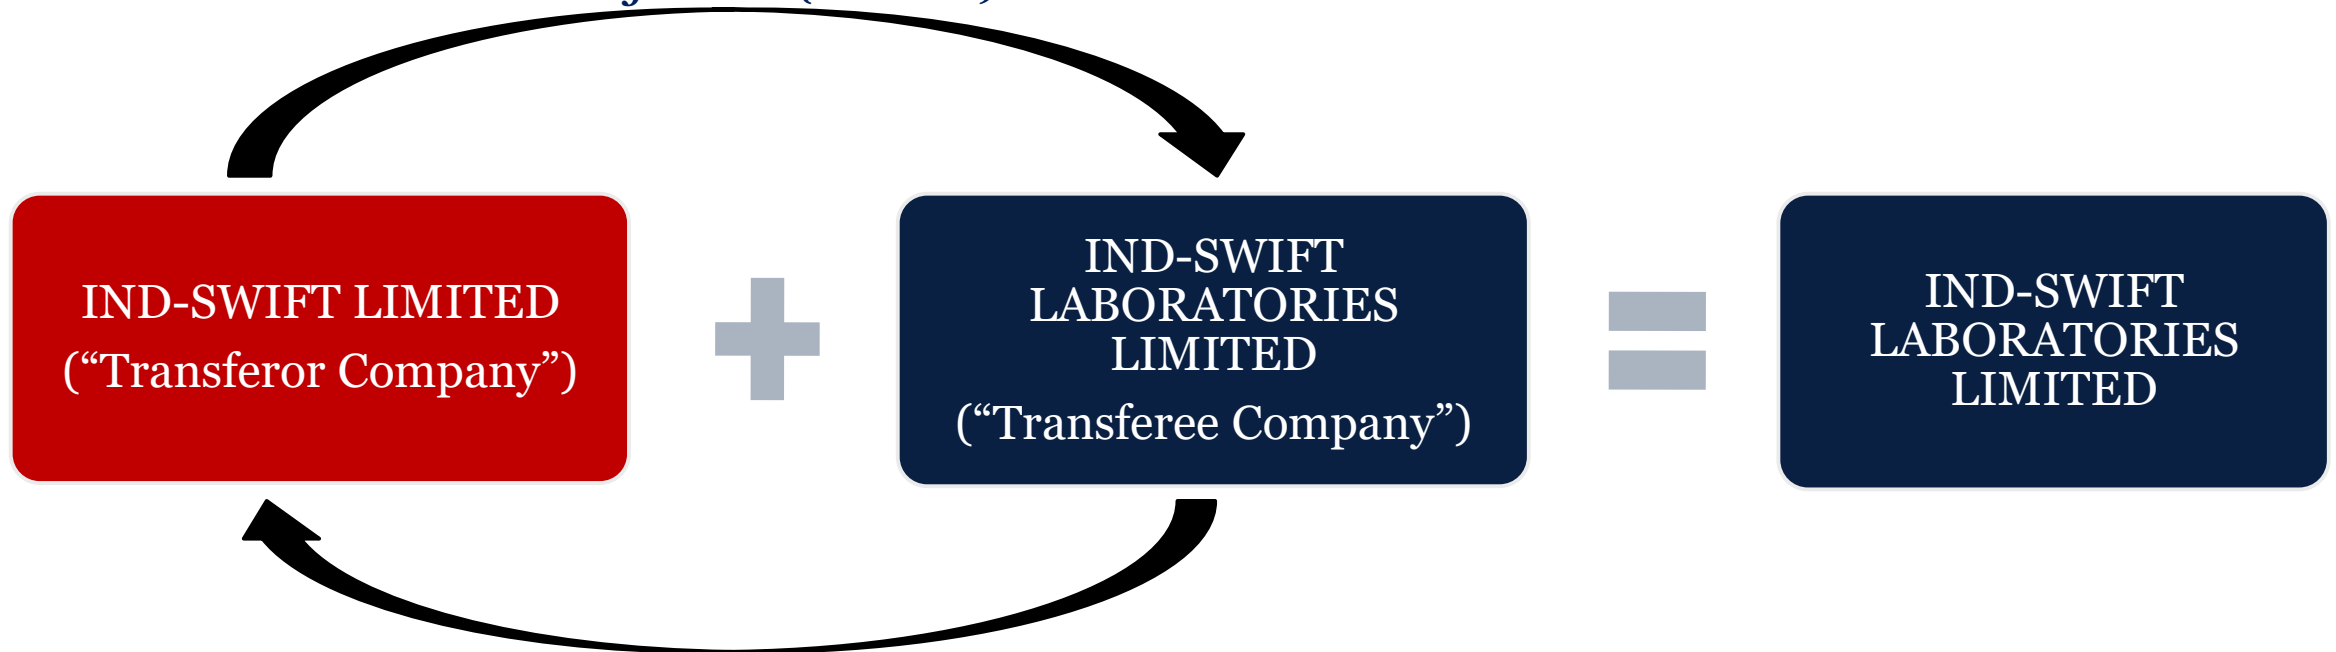 IND-SWIFT LIMITED
(“Transferor Company”)
IND-SWIFT
LABORATORIES
LIMITED
(“Transferee Company”)
IND-SWIFT
LABORATORIES
LIMITED